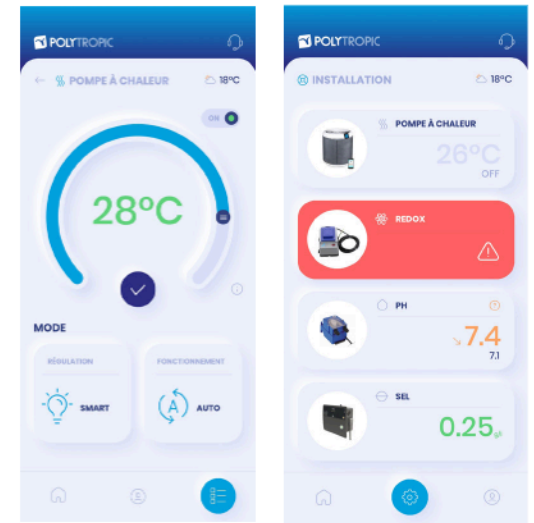 POLYTROPIC
POMPE À CHALEUR
18°C
ON
28°C
MODE
RÉGULATION
SMART
FONCTIONNEMENT
A
AUTO
POLYTROPIC
INSTALLATION
18°C
POMPE À CHALEUR
26°C
OFF
REDOX
PH
7.4
7.1
SEL
0.25